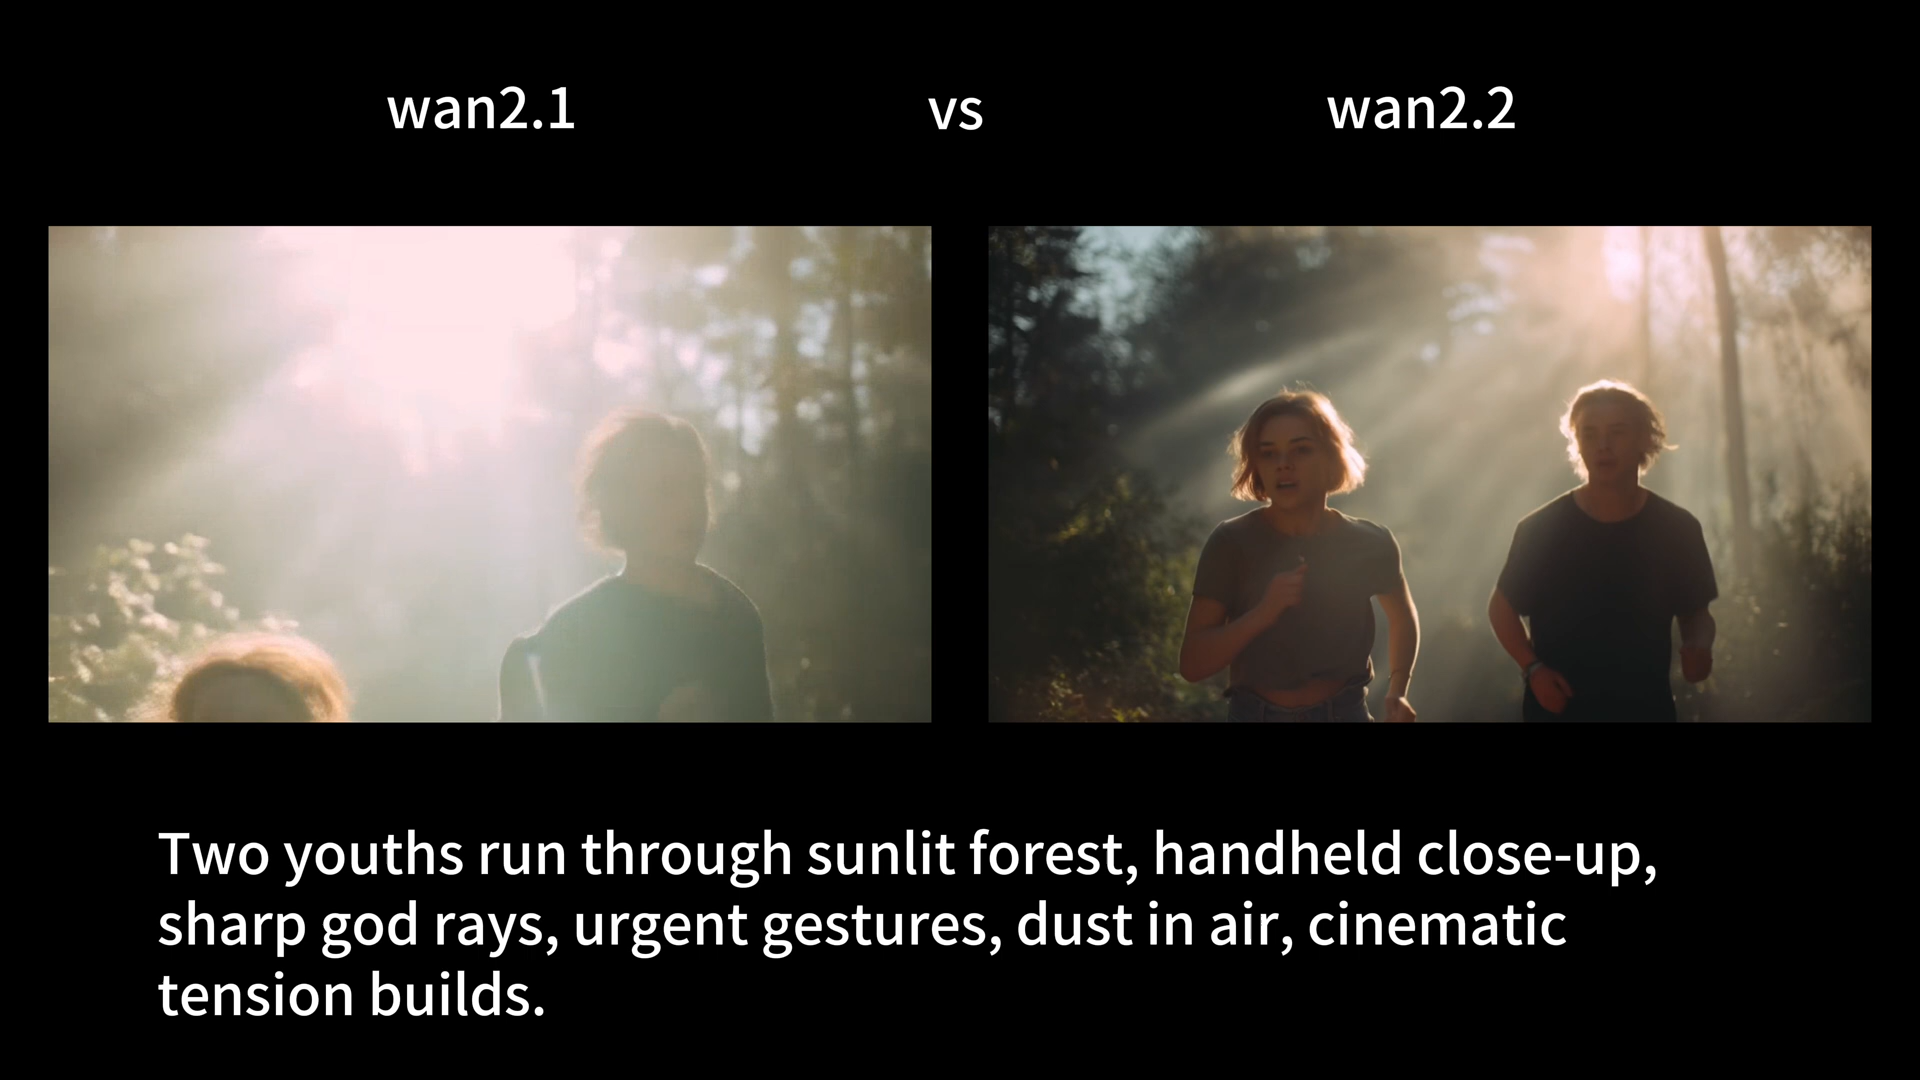 wan2.1 vs wan2.2
Two youths run through sunlit forest, handheld close-up,
sharp god rays, urgent gestures, dust in air, cinematic
tension builds.